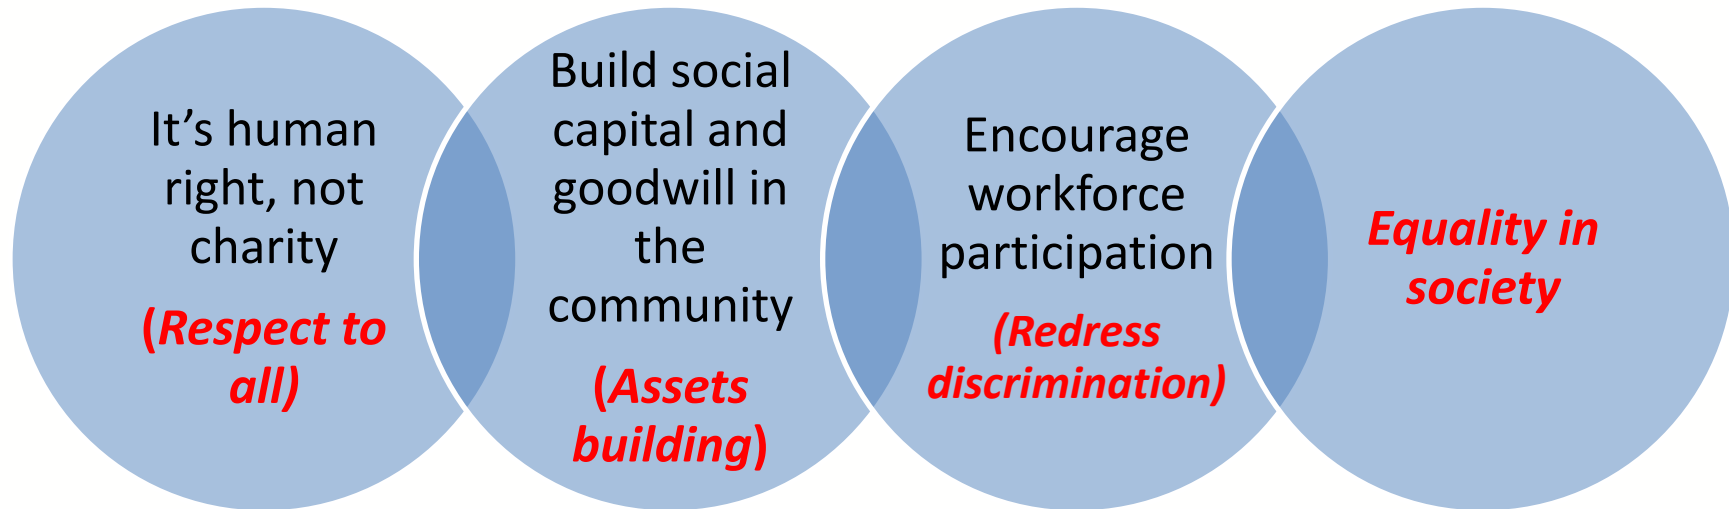 It’s human
right, not
charity
(Respect to
all)
Build social
capital and
goodwill in
the
community
(Assets
building)
Encourage
workforce
participation
(Redress
discrimination)
Equality in
society